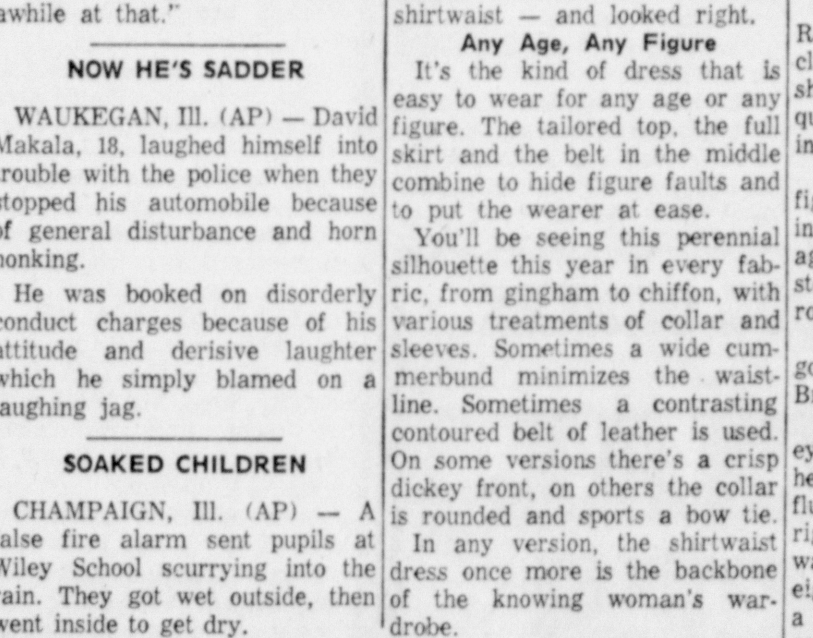 awhile at that."
NOW HE'S SADDER
WAUKEGAN, Ill. (AP) — David
Makala, 18, laughed himself into
trouble with the police when they
stopped his automobile because
of general disturbance and horn
honking.
He was booked on disorderly
conduct charges because of his
attitude and derisive laughter
which he simply blamed on a
laughing jag.
SOAKED CHILDREN
CHAMPAIGN, Ill. (AP) — A
false fire alarm sent pupils at
Wiley School scurrying into the
rain. They got wet outside, then
went inside to get dry.
shirtwaist — and looked right.
Any Age, Any Figure
It's the kind of dress that is
easy to wear for any age or any
figure. The tailored top, the full
skirt and the belt in the middle
combine to hide figure faults and
to put the wearer at ease.
You'll be seeing this perennial
silhouette this year in every fab-
ric, from gingham to chiffon, with
various treatments of collar and
sleeves. Sometimes a wide cum-
merbund minimizes the waist-
line. Sometimes a contrasting
contoured belt of leather is used.
On some versions there's a crisp
dickey front, on others the collar
is rounded and sports a bow tie.
In any version, the shirtwaist
dress once more is the backbone
of the knowing woman's war-
drobe.